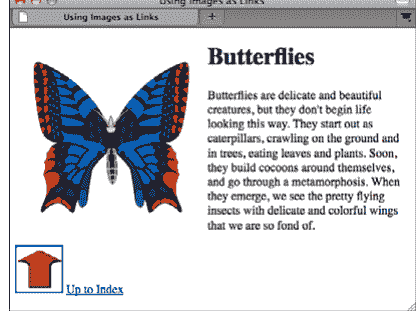 Using Images as Links
Using Images as Links
Butterflies
Butterflies are delicate and beautiful
creatures, but they don't begin life
looking this way. They start out as
caterpillars, crawling on the ground and
in trees, eating leaves and plants. Soon,
they build cocoons around themselves,
and go through a metamorphosis. When
they emerge, we see the pretty flying
insects with delicate and colorful wings
that we are so fond of.
Up to Index